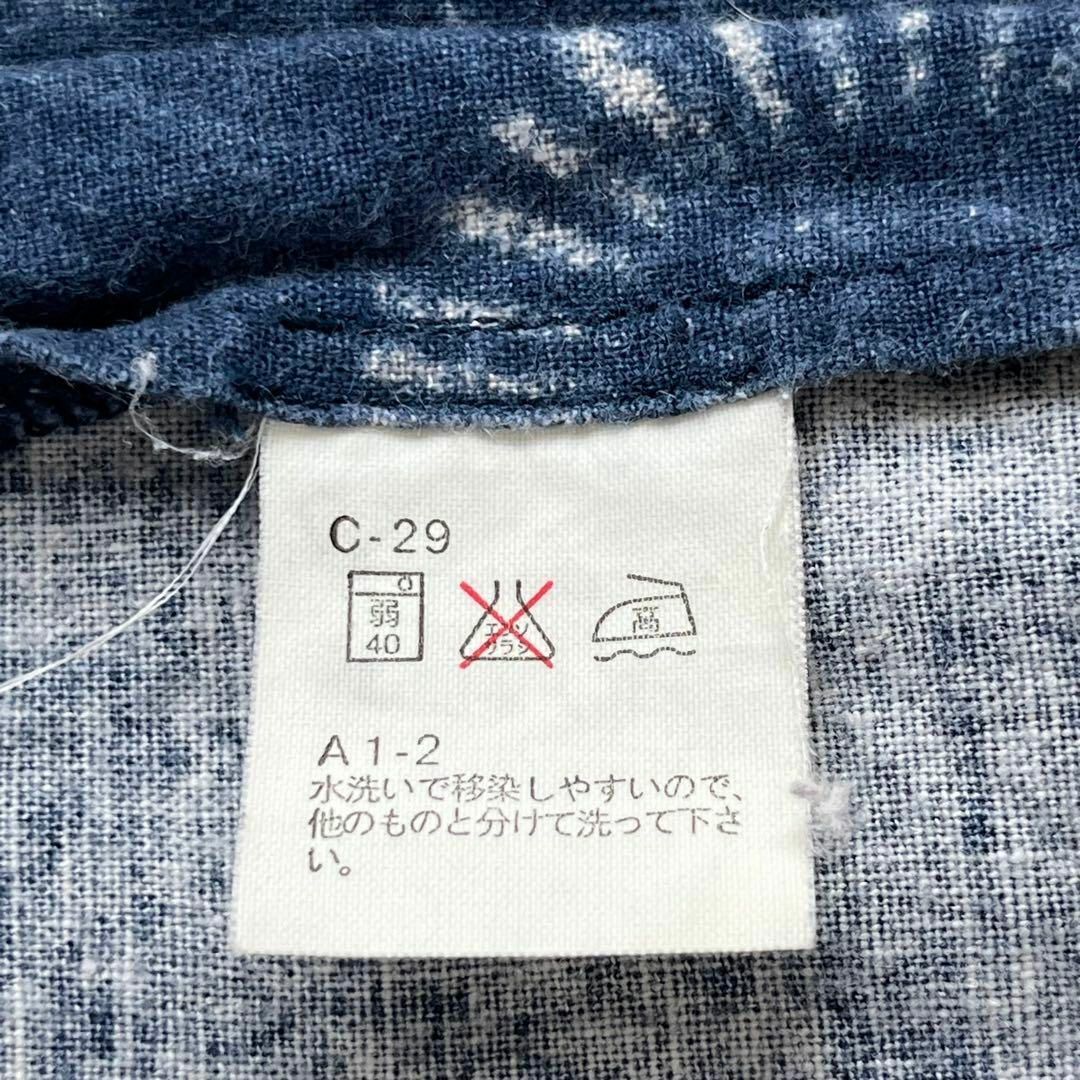 C-29
弱
40
エンソ
サラシ
高
A1-2
水洗いで移染しやすいので、
他のものと分けて洗って下さ
い。